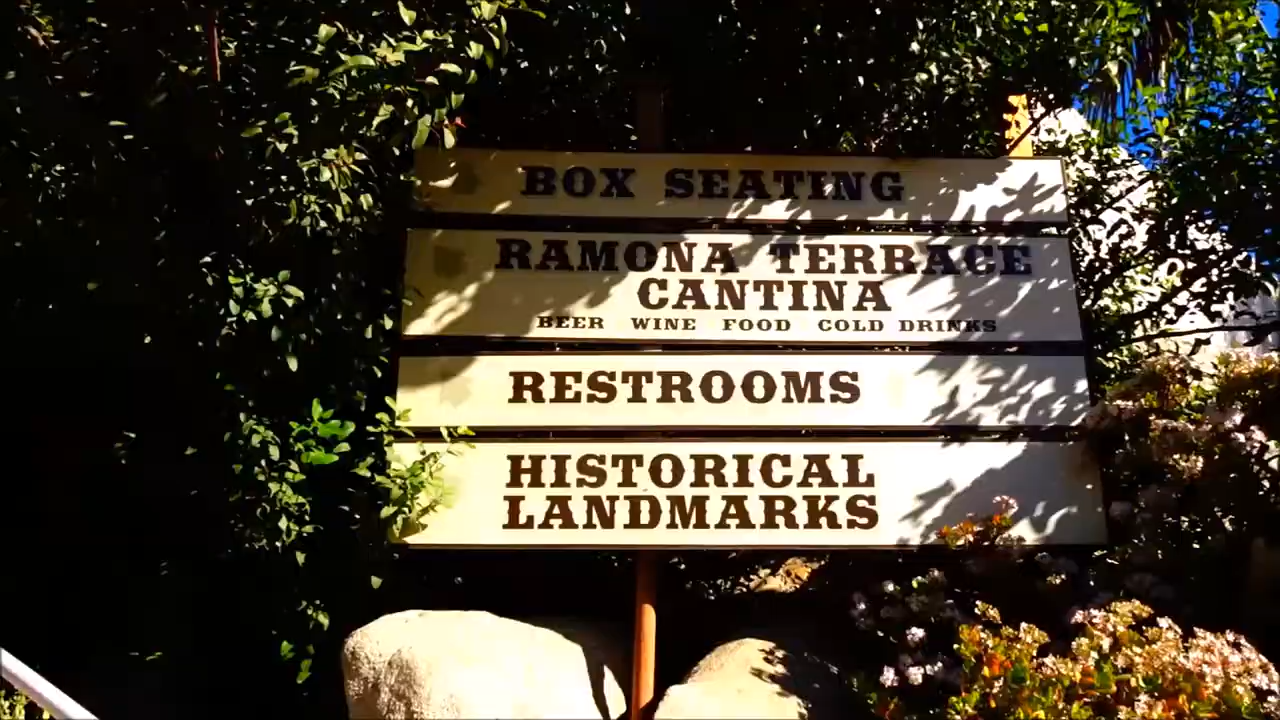 BOX SEATING
RAMONA TERRACE
CANTINA
BEER WINE FOOD COLD DRINKS
RESTROOMS
HISTORICAL
LANDMARKS